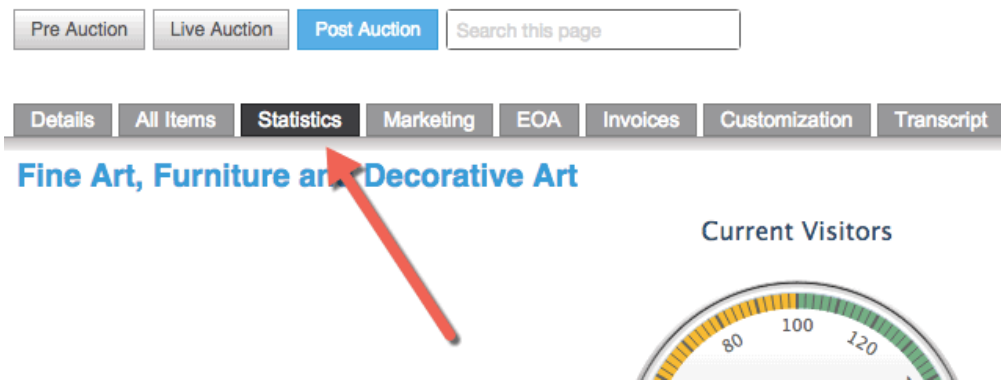 Pre Auction Live Auction Post Auction Search this page
Details All Items Statistics Marketing EOA Invoices Customization Transcript
Fine Art, Furniture and Decorative Art
Current Visitors
80 100 120